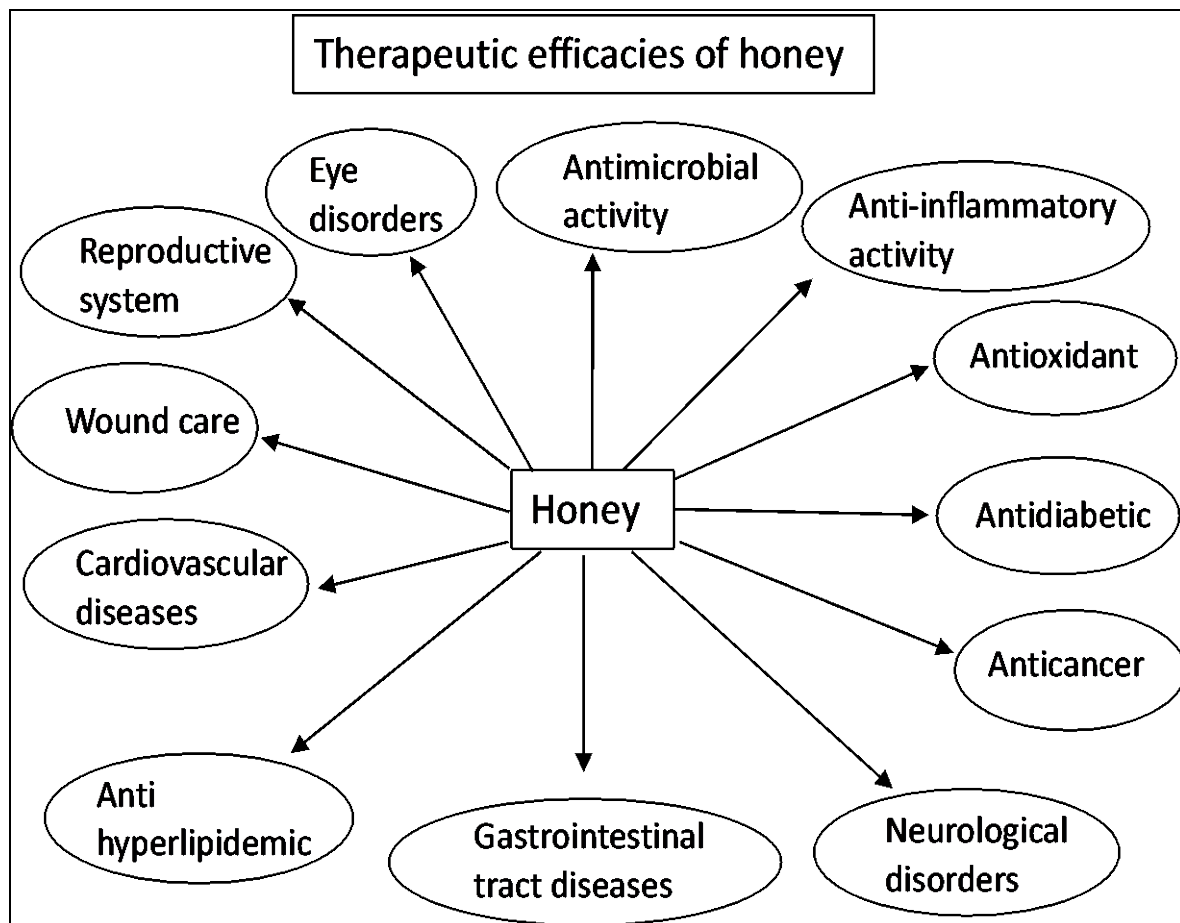 Therapeutic efficacies of honey
Eye
disorders
Antimicrobial
activity
Anti-inflammatory
activity
Reproductive
system
Antioxidant
Wound care
Honey
Antidiabetic
Cardiovascular
diseases
Anticancer
Anti
hyperlipidemic
Gastrointestinal
tract diseases
Neurological
disorders